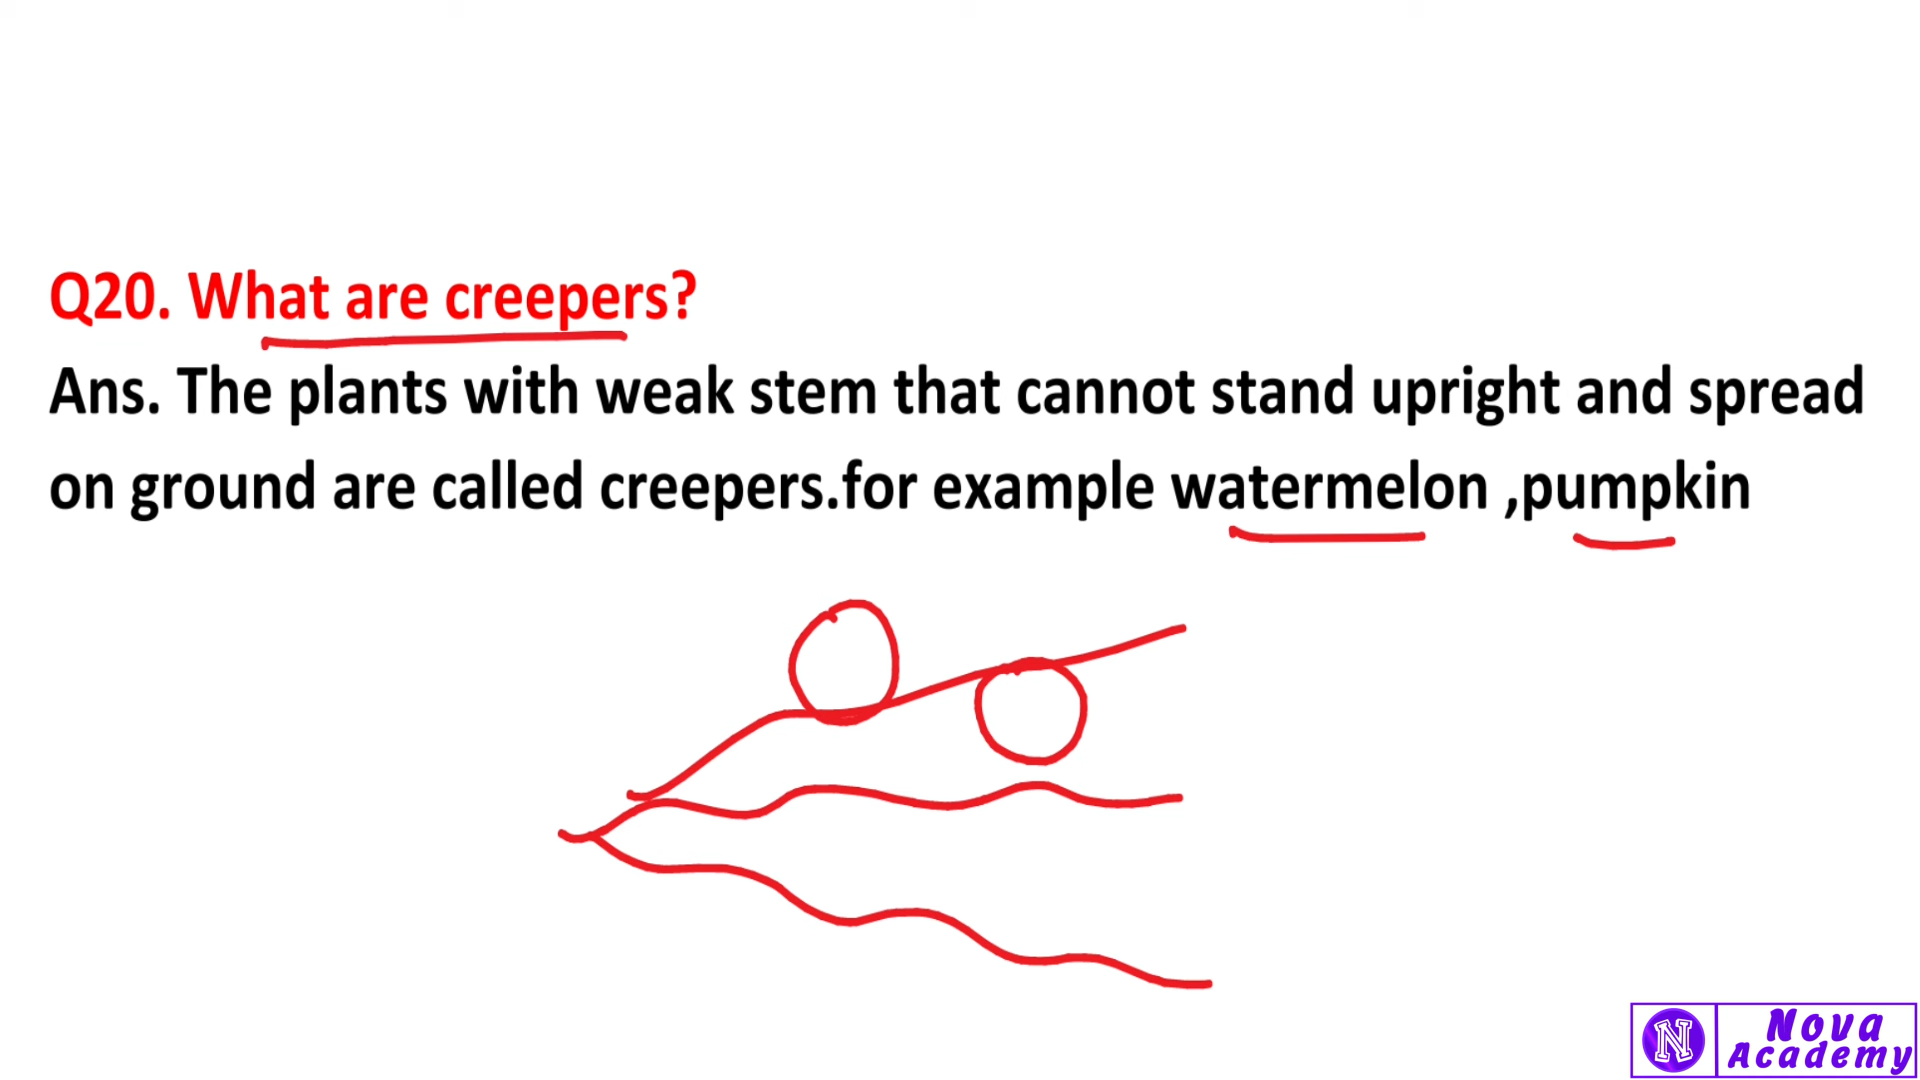 Q20. What are creepers?
Ans. The plants with weak stem that cannot stand upright and spread
on ground are called creepers.for example watermelon ,pumpkin
N
Nova
Academy